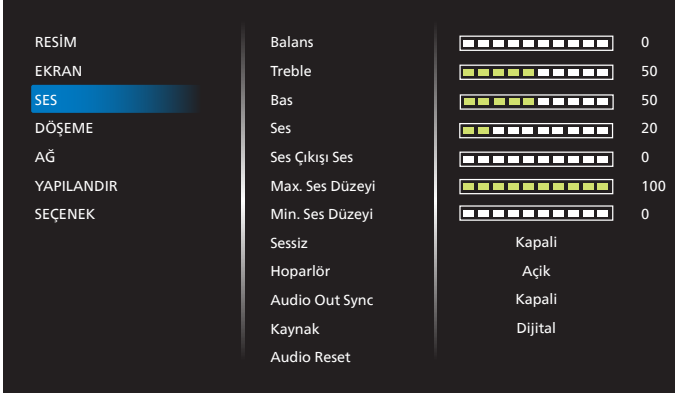 RESİM
EKRAN
SES
DÖŞEME
AĞ
YAPILANDIR
SEÇENEK
Balans 0
Treble 50
Bas 50
Ses 20
Ses Çıkışı Ses 0
Max. Ses Düzeyi 100
Min. Ses Düzeyi 0
Sessiz Kapali
Hoparlör Açik
Audio Out Sync Kapali
Kaynak Dijital
Audio Reset